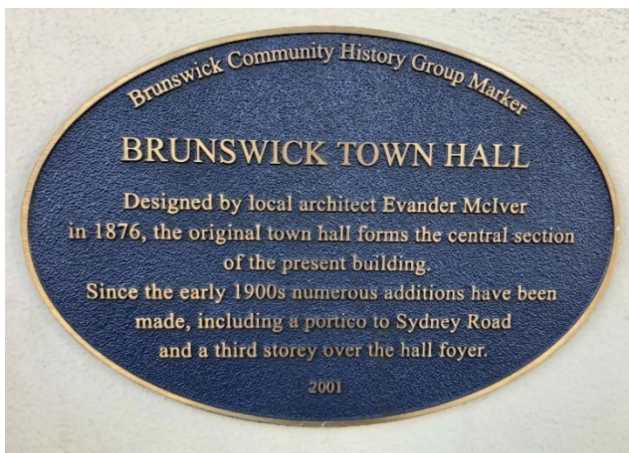 Brunswick Community History Group Marker
BRUNSWICK TOWN HALL
Designed by local architect Evander McIver
in 1876, the original town hall forms the central section
of the present building.
Since the early 1900s numerous additions have been
made, including a portico to Sydney Road
and a third storey over the hall foyer.
2001